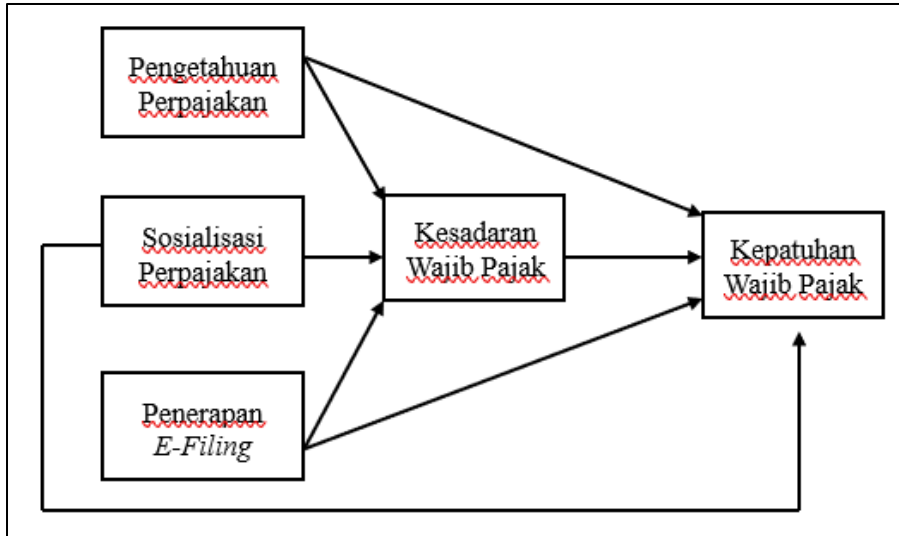 Pengetahuan
Perpajakan
Sosialisasi
Perpajakan
Penerapan
E-Filing
Kesadaran
Wajib Pajak
Kepatuhan
Wajib Pajak